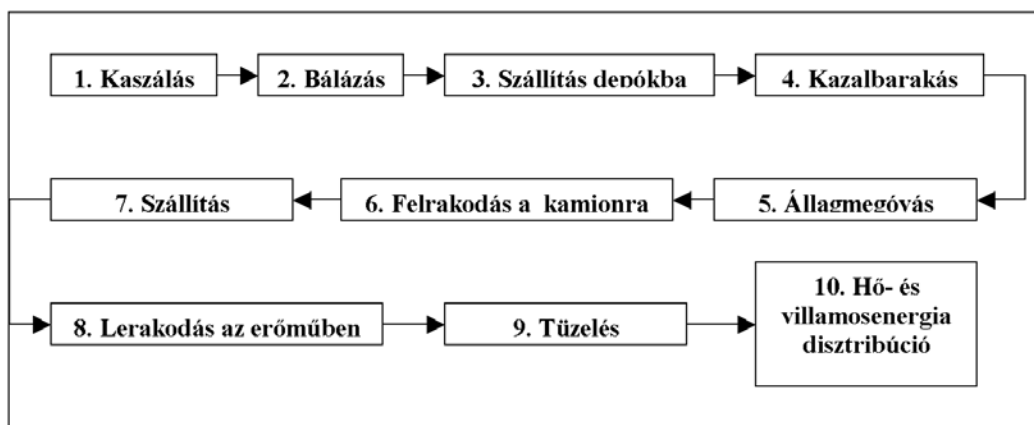 1. Kaszálás
2. Bálázás
3. Szállítás depókba
4. Kazalbarakás
5. Állagmegóvás
6. Felrakodás a kamionra
7. Szállítás
8. Lerakodás az erőműben
9. Tüzelés
10. Hő- és
villamosenergia
disztribúció